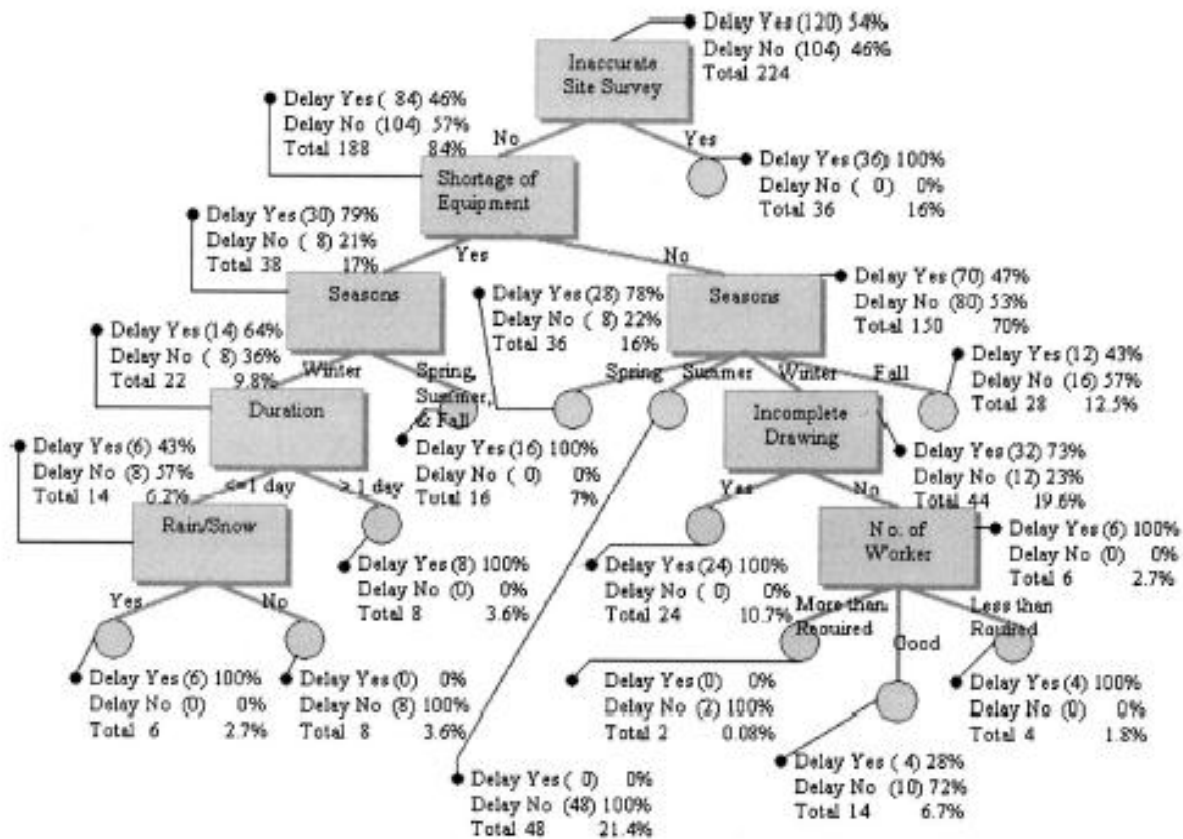 Delay Yes (120) 54%
Delay No (104) 46%
Total 224
Inaccurate
Site Survey
Delay Yes ( 84) 46%
Delay No (104) 57%
Total 188 84%
No
Yes
Delay Yes (36) 100%
Delay No ( 0) 0%
Total 36 16%
Shortage of
Equipment
Delay Yes (30) 79%
Delay No ( 8) 21%
Total 38 17%
Yes
No
Seasons
Delay Yes (28) 78%
Delay No ( 8) 22%
Total 36 16%
Seasons
Delay Yes (70) 47%
Delay No (80) 53%
Total 150 70%
Delay Yes (14) 64%
Delay No ( 8) 36%
Total 22 9.8%
Winter
Spring,
Summer,
& Fall
Spring
Summer
Winter
Fall
Delay Yes (12) 43%
Delay No (16) 57%
Total 28 12.5%
Duration
Incomplete
Drawing
Delay Yes (6) 43%
Delay No (8) 57%
Total 14 6.2%
Delay Yes (16) 100%
Delay No ( 0) 0%
Total 16 7%
Delay Yes (32) 73%
Delay No (12) 23%
Total 44 19.6%
<=1 day
> 1 day
Yes
No
Rain/Snow
No. of
Worker
Delay Yes (6) 100%
Delay No (0) 0%
Total 6 2.7%
Delay Yes (8) 100%
Delay No (0) 0%
Total 8 3.6%
Delay Yes (24) 100%
Delay No ( 0) 0%
Total 24 10.7%
Yes
No
More than
Required
Good
Less than
Rquired
Delay Yes (6) 100%
Delay No (0) 0%
Total 6 2.7%
Delay Yes (0) 0%
Delay No (8) 100%
Total 8 3.6%
Delay Yes (0) 0%
Delay No (2) 100%
Total 2 0.08%
Delay Yes (4) 100%
Delay No (0) 0%
Total 4 1.8%
Delay Yes ( 0) 0%
Delay No (48) 100%
Total 48 21.4%
Delay Yes ( 4) 28%
Delay No (10) 72%
Total 14 6.7%